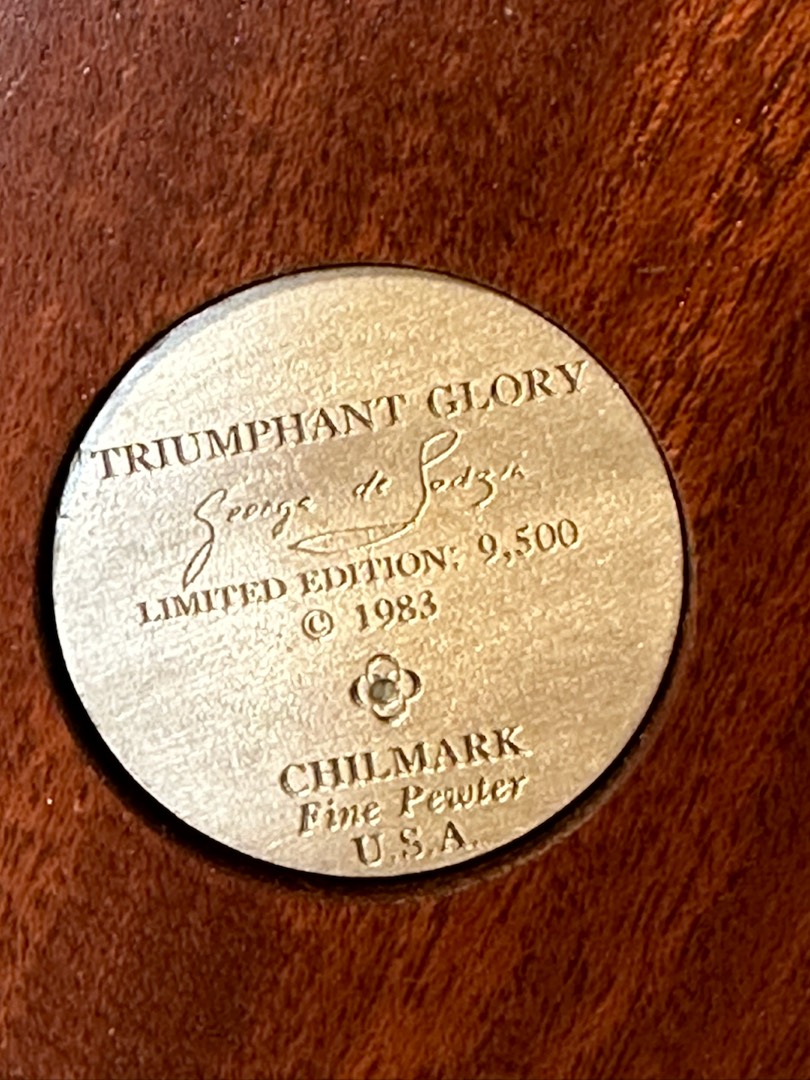 TRIUMPHANT GLORY
George de Lodzia
LIMITED EDITION: 9,500
© 1983
CHILMARK
Fine Pewter
U.S.A.